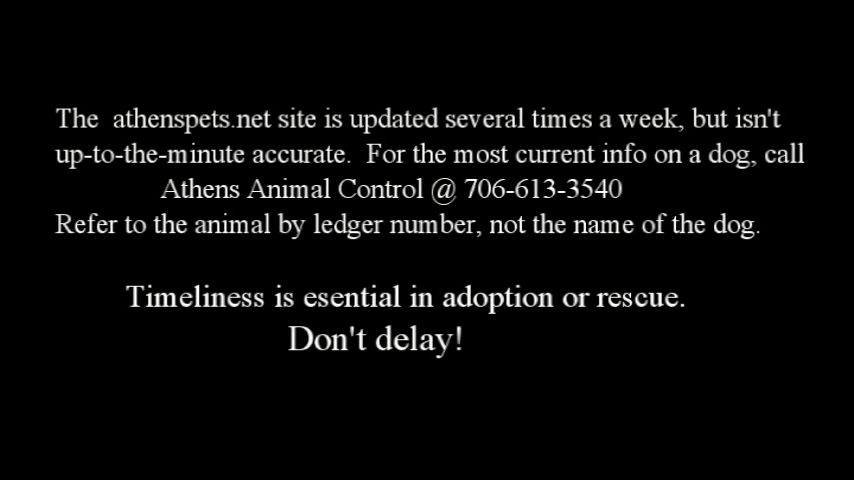 The  athenspets.net site is updated several times a week, but isn't
up-to-the-minute accurate.  For the most current info on a dog, call
Athens Animal Control @ 706-613-3540
Refer to the animal by ledger number, not the name of the dog.
Timeliness is esential in adoption or rescue.
Don't delay!